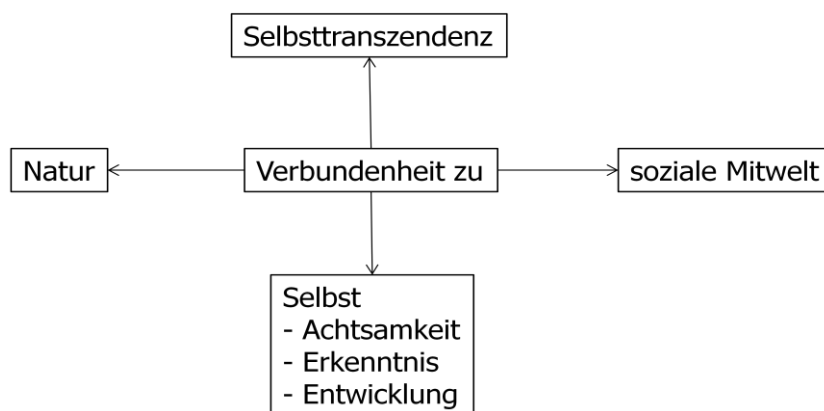 Selbsttranszendenz
Natur
Verbundenheit zu
soziale Mitwelt
Selbst
- Achtsamkeit
- Erkenntnis
- Entwicklung